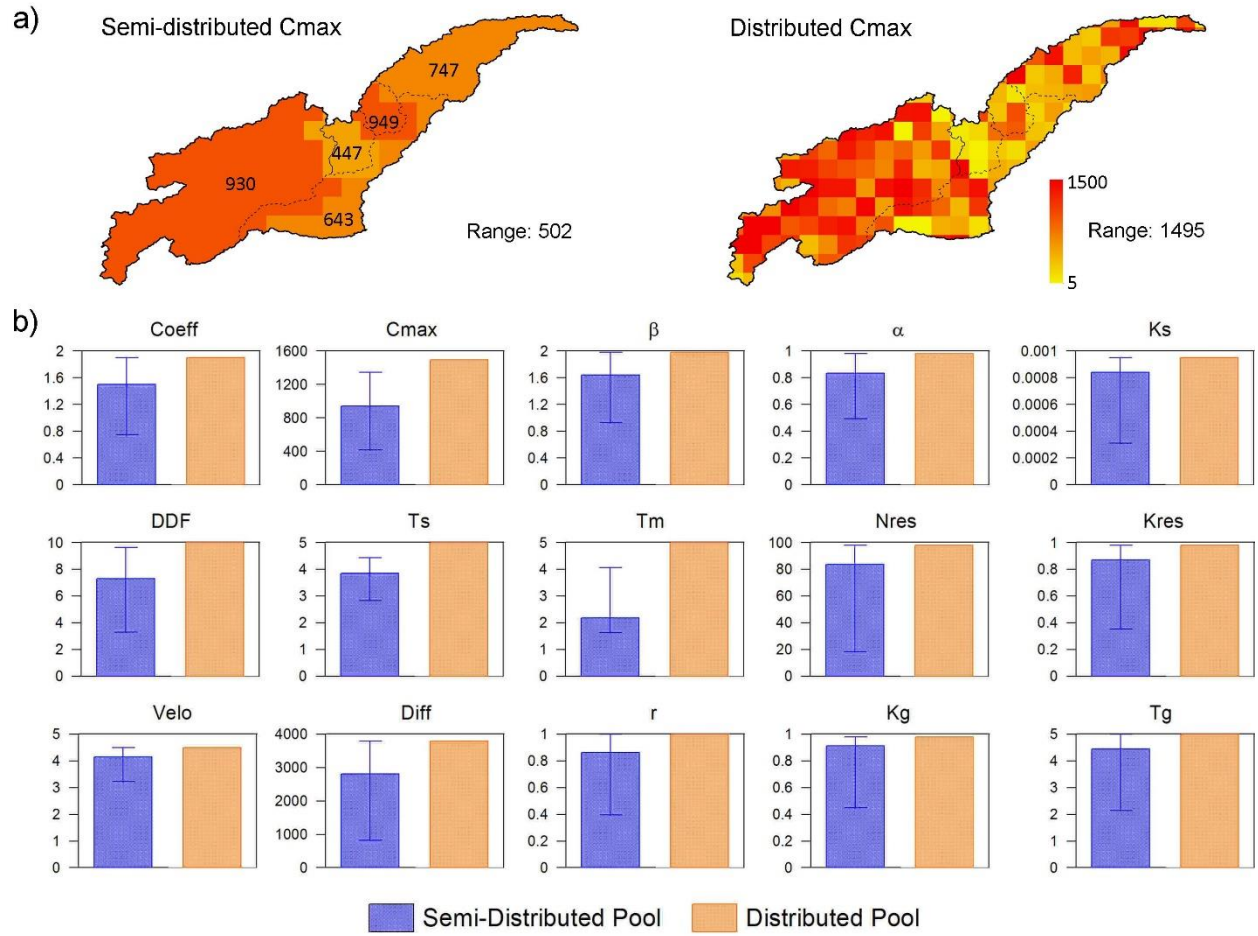 a)
Semi-distributed Cmax
Distributed Cmax
747
949
447
930
643
Range: 502
1500
5
Range: 1495
b)
Coeff Cmax β α Ks
2 1600 2 1 0.001
1.6 1200 1.6 0.8 0.0008
1.2 800 1.2 0.6 0.0006
0.8 400 0.8 0.4 0.0004
0.4 0.4 0.2 0.0002
0 0 0 0 0
DDF Ts Tm Nres Kres
10 5 5 100 1
8 4 4 80 0.8
6 3 3 60 0.6
4 2 2 40 0.4
2 1 1 20 0.2
0 0 0 0 0
Velo Diff r Kg Tg
5 4000 1 1 5
4 3000 0.8 0.8 4
3 2000 0.6 0.6 3
2 1000 0.4 0.4 2
1 0.2 0.2 1
0 0 0 0 0
Semi-Distributed Pool Distributed Pool